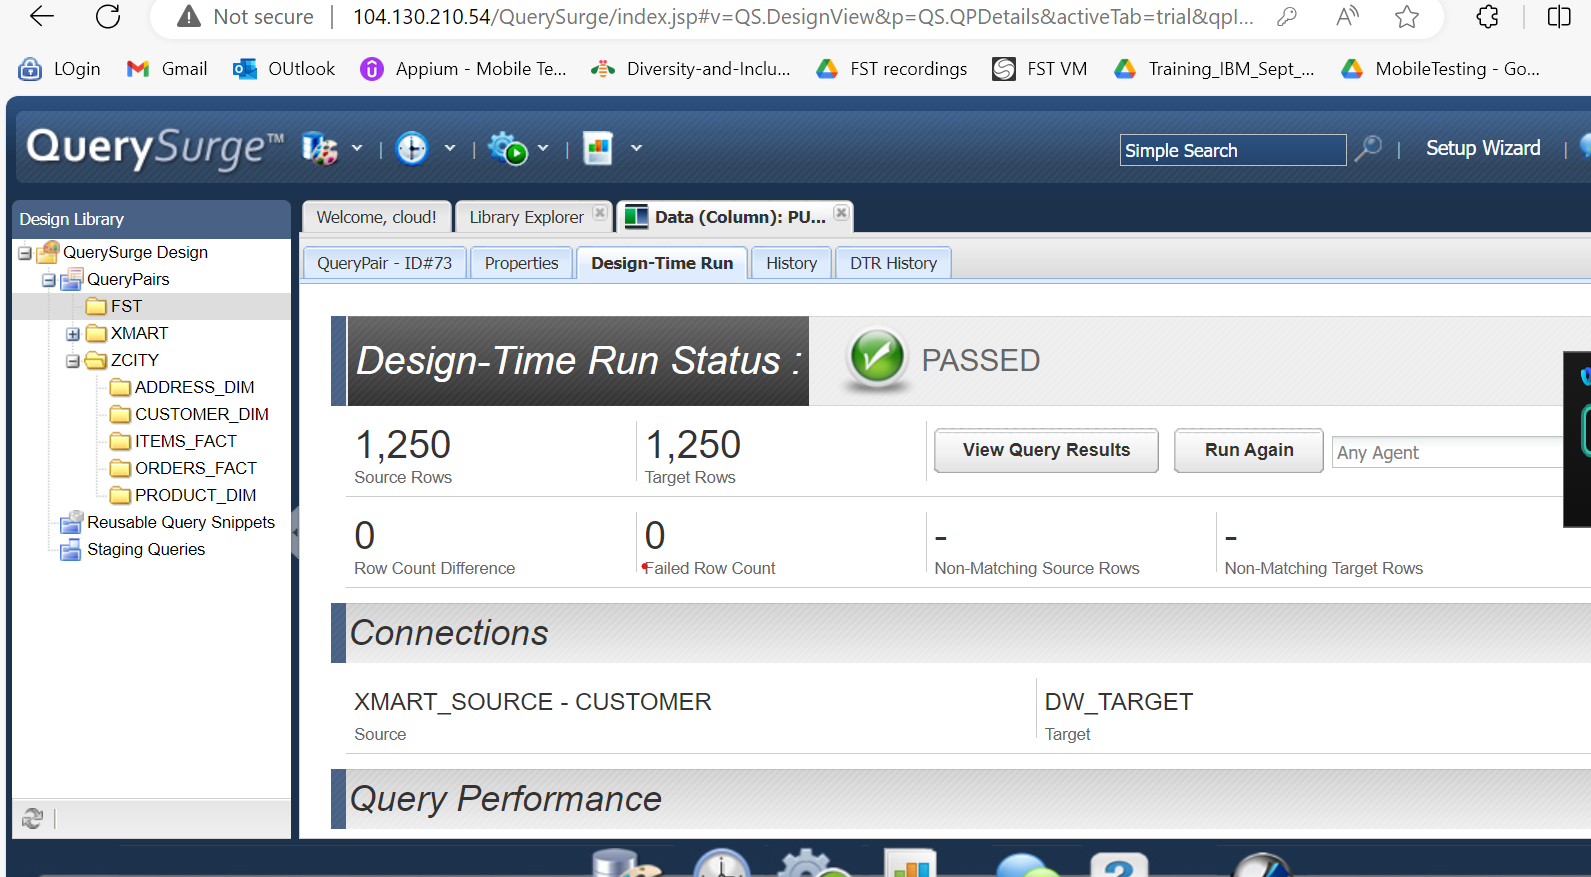 Not secure
104.130.210.54/QuerySurge/index.jsp#v=QS.DesignView&p=QS.QPDetails&activeTab=trial&qpI...
LOgin
Gmail
OUtlook
Appium - Mobile Te...
Diversity-and-Inclu...
FST recordings
FST VM
Training_IBM_Sept_...
MobileTesting - Go...
QuerySurge™
Simple Search
Setup Wizard
Design Library
QuerySurge Design
QueryPairs
FST
XMART
ZCITY
ADDRESS_DIM
CUSTOMER_DIM
ITEMS_FACT
ORDERS_FACT
PRODUCT_DIM
Reusable Query Snippets
Staging Queries
Welcome, cloud!
Library Explorer
Data (Column): PU...
QueryPair - ID#73
Properties
Design-Time Run
History
DTR History
Design-Time Run Status :
PASSED
1,250
Source Rows
1,250
Target Rows
View Query Results
Run Again
Any Agent
0
Row Count Difference
0
Failed Row Count
-
Non-Matching Source Rows
-
Non-Matching Target Rows
Connections
XMART_SOURCE - CUSTOMER
Source
DW_TARGET
Target
Query Performance